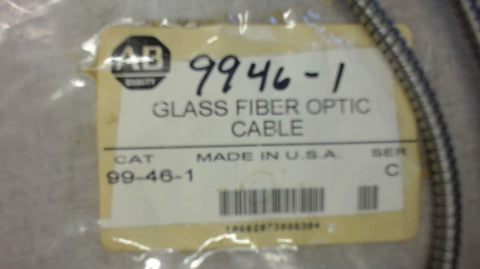 AB
QUALITY
9946-1
GLASS FIBER OPTIC
CABLE
CAT MADE IN U.S.A. SER
99-46-1 C